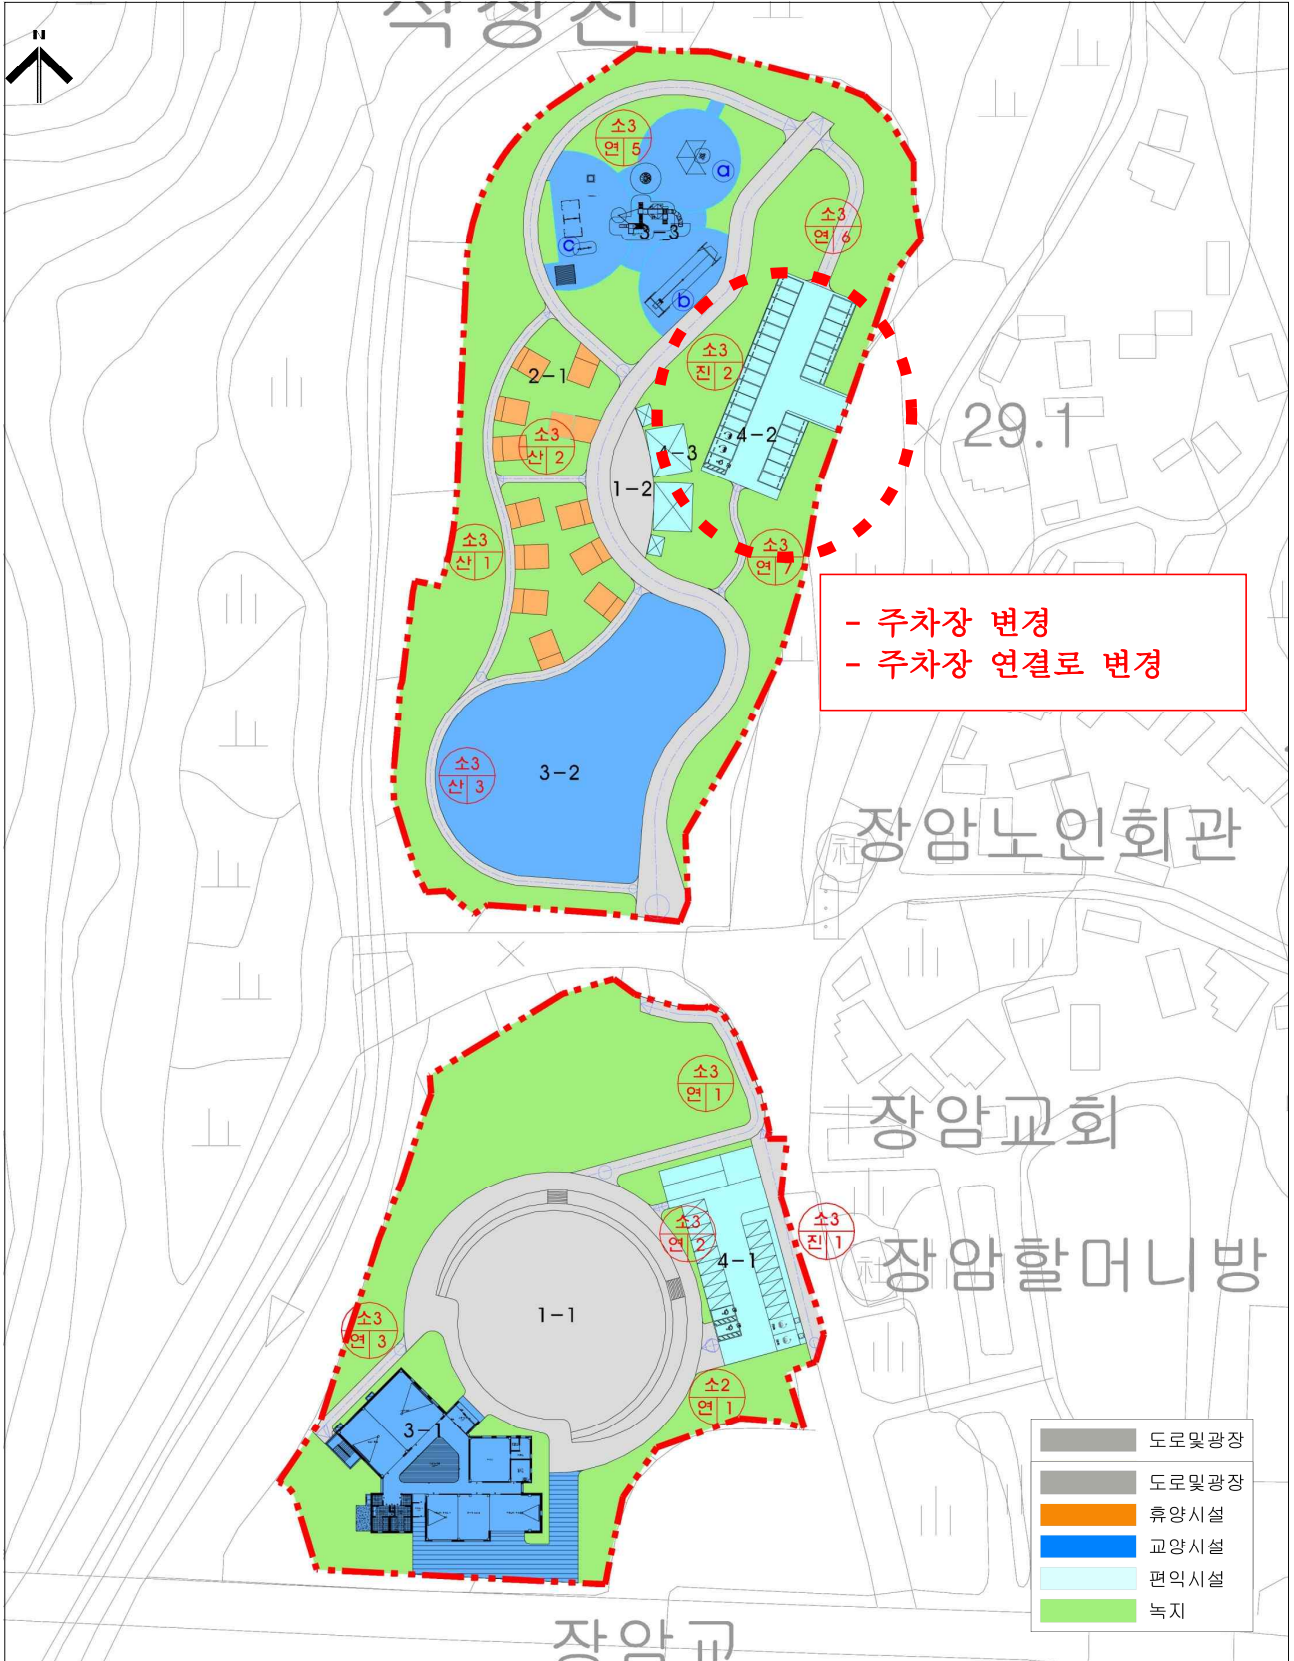 N
소3
연 5
a
3-3
c
b
소3
연 6
소3
진 2
2-1
소3
산 2
4-2
4-3
1-2
29.1
소3
산 1
소3
연 7
- 주차장 변경
- 주차장 연결로 변경
소3
산 3
3-2
장암노인회관
社
소3
연 1
장암교회
소3
연 2
소3
진 1
4-1
장암할머니방
社
1-1
소3
연 3
소2
연 1
3-1
도로및광장
도로및광장
휴양시설
교양시설
편익시설
녹지
장암교